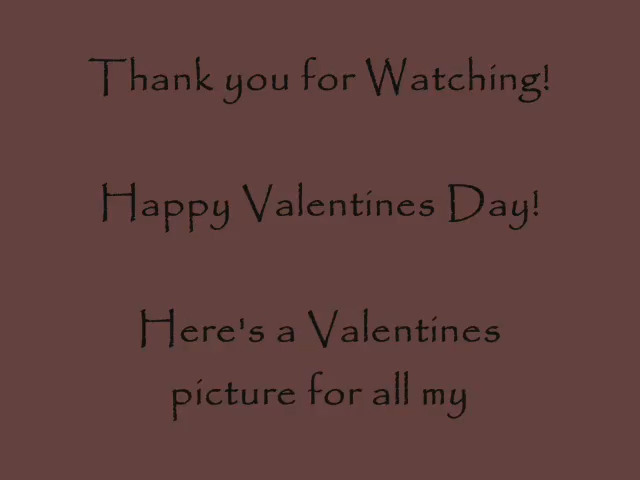 Thank you for Watching!
Happy Valentines Day!
Here's a Valentines
picture for all my